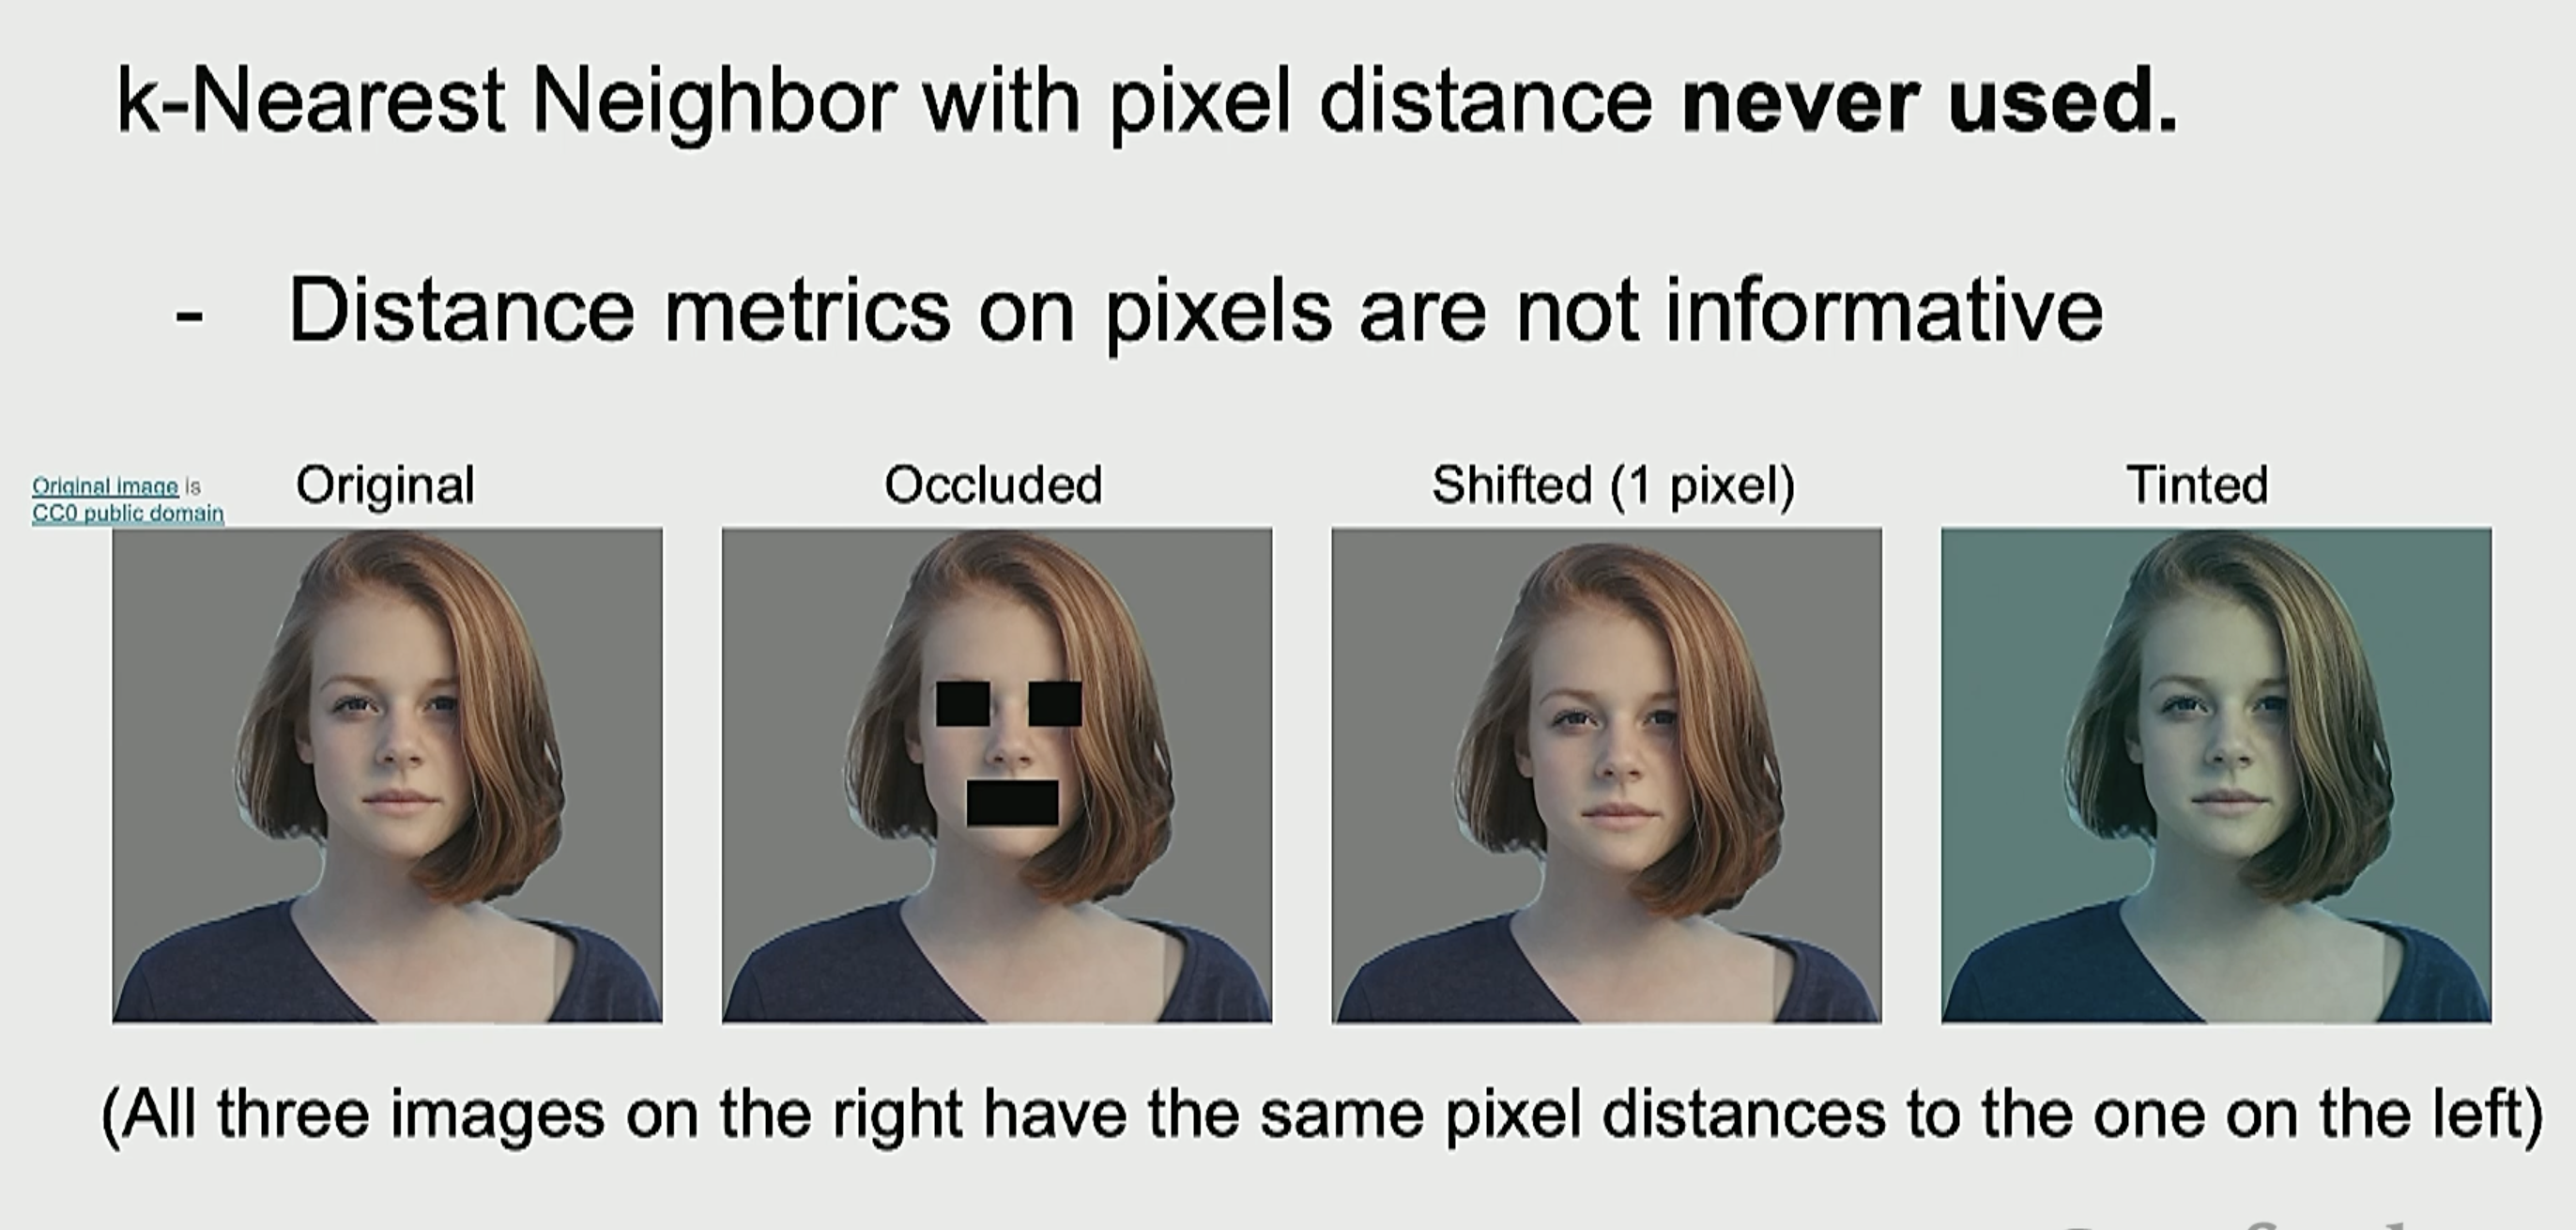 k-Nearest Neighbor with pixel distance never used.
- Distance metrics on pixels are not informative
Original image is
CC0 public domain
Original
Occluded
Shifted (1 pixel)
Tinted
(All three images on the right have the same pixel distances to the one on the left)